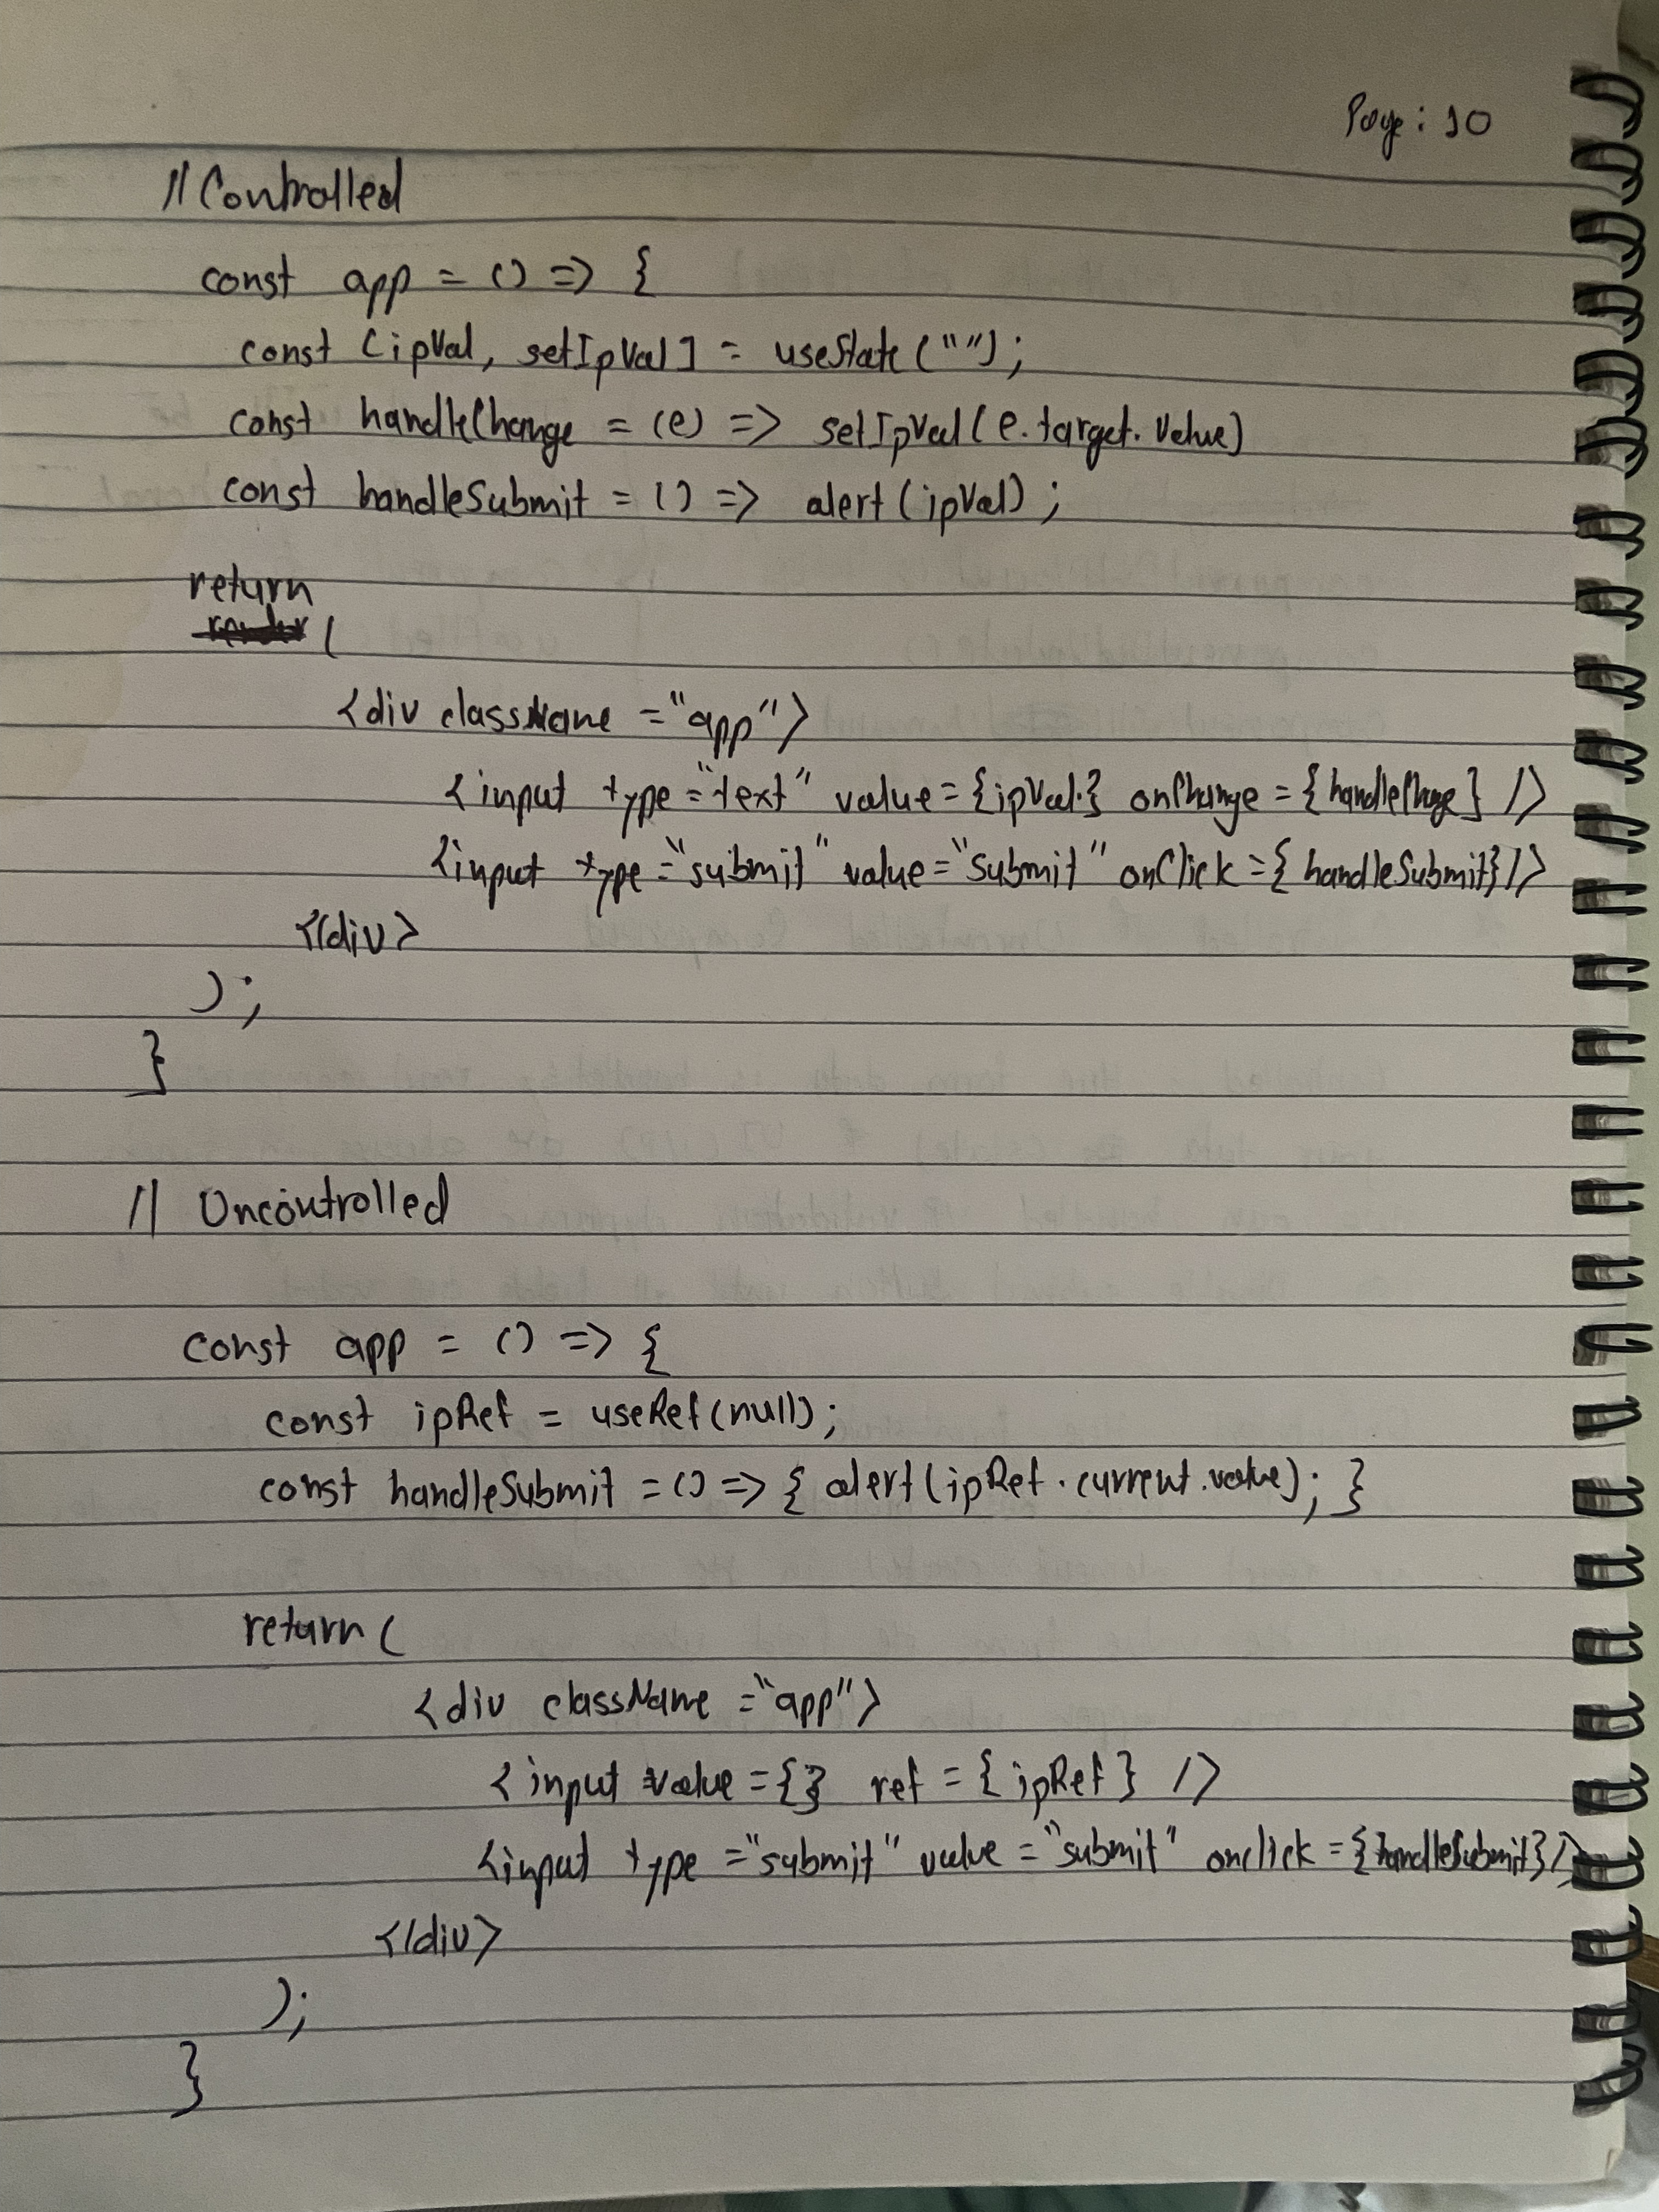 Page: 10
// Controlled
const app = () => {
const [ipVal, setIpVal] = useState("");
const handleChange = (e) => setIpVal(e.target.value)
const handleSubmit = () => alert(ipVal);
return
render (
<div className ="app">
<input type="text" value={ipVal} onChange={handleChange} />
<input type="submit" value="Submit" onClick={handleSubmit}/>
</div>
);
}
// Uncontrolled
const app = () => {
const ipRef = useRef(null);
const handleSubmit = () => { alert(ipRef.current.value); }
return (
<div className ="app">
<input value={} ref={ipRef} />
<input type="submit" value="submit" onclick={handleSubmit}/>
</div>
);
}